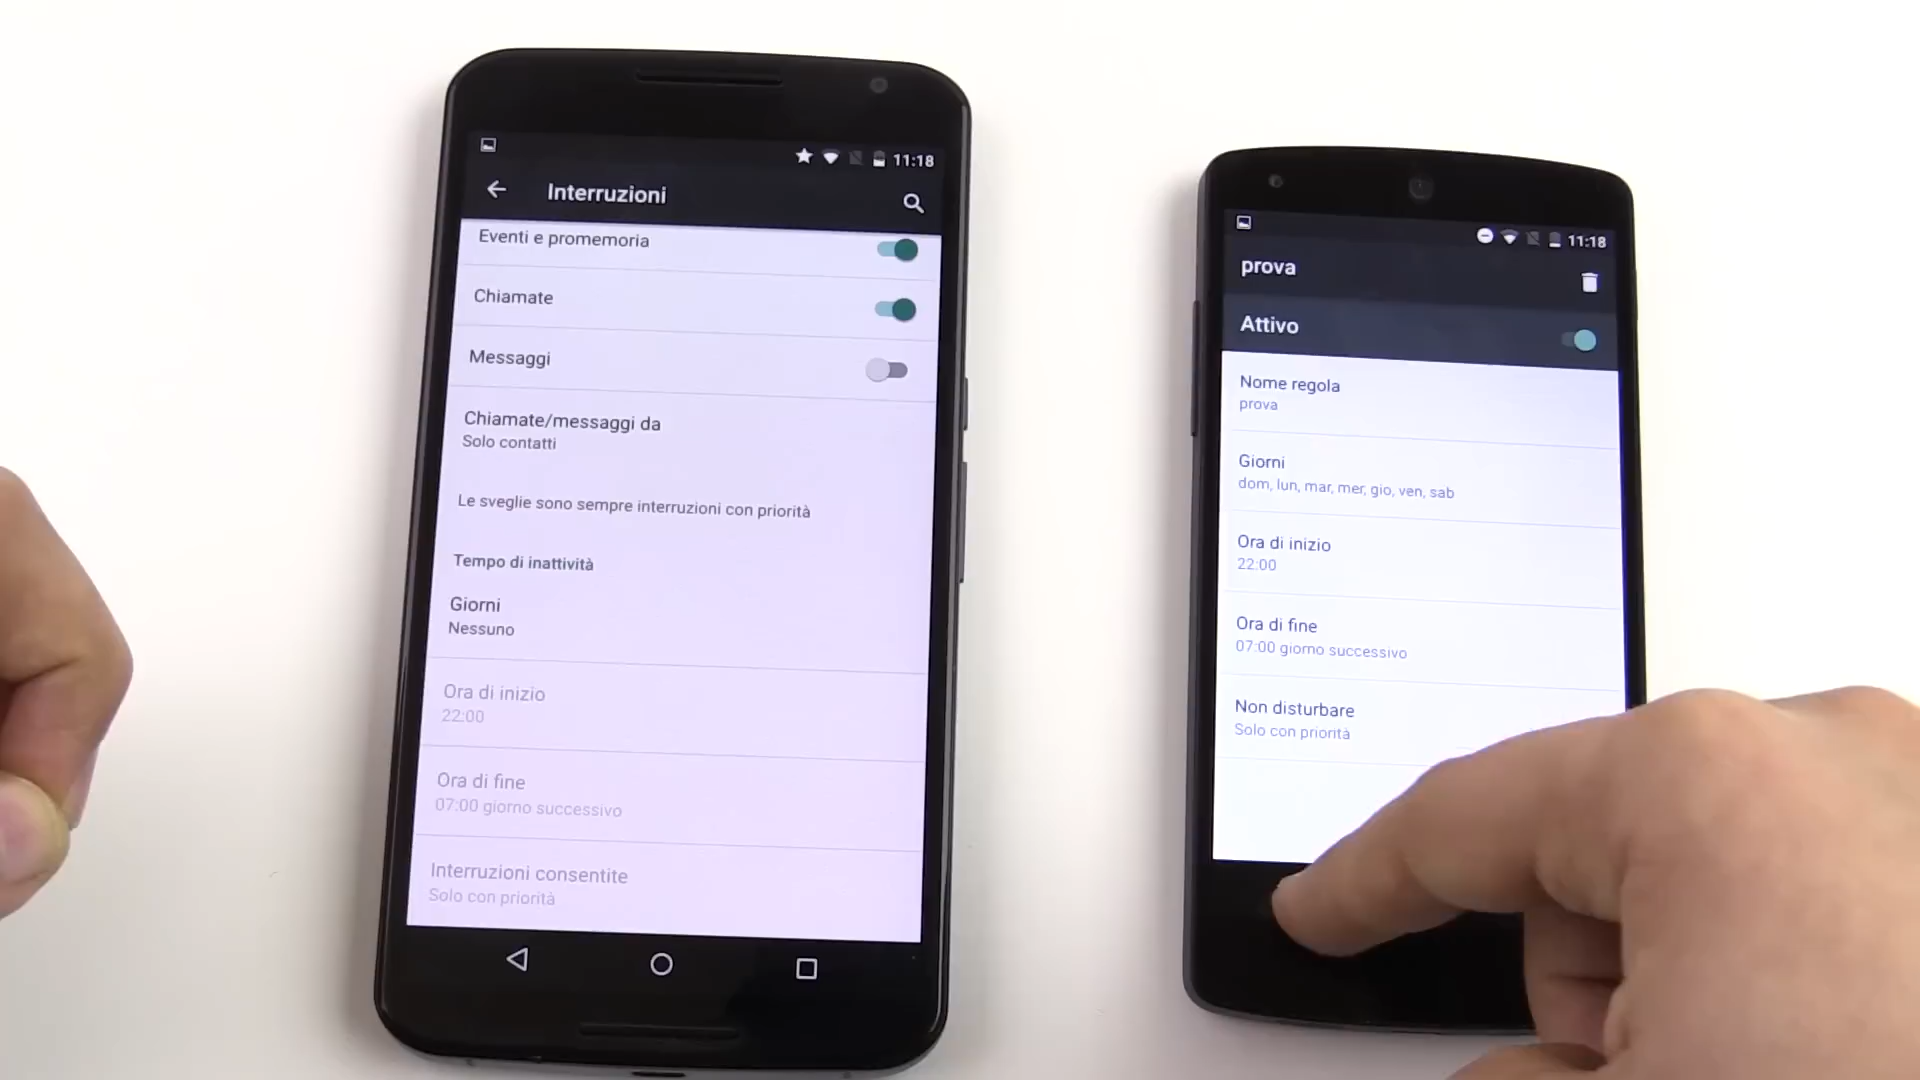 11:18
Interruzioni
Eventi e promemoria
Chiamate
Messaggi
Chiamate/messaggi da
Solo contatti
Le sveglie sono sempre interruzioni con priorità
Tempo di inattività
Giorni
Nessuno
Ora di inizio
22:00
Ora di fine
07:00 giorno successivo
Interruzioni consentite
Solo con priorità
11:18
prova
Attivo
Nome regola
prova
Giorni
dom, lun, mar, mer, gio, ven, sab
Ora di inizio
22:00
Ora di fine
07:00 giorno successivo
Non disturbare
Solo con priorità